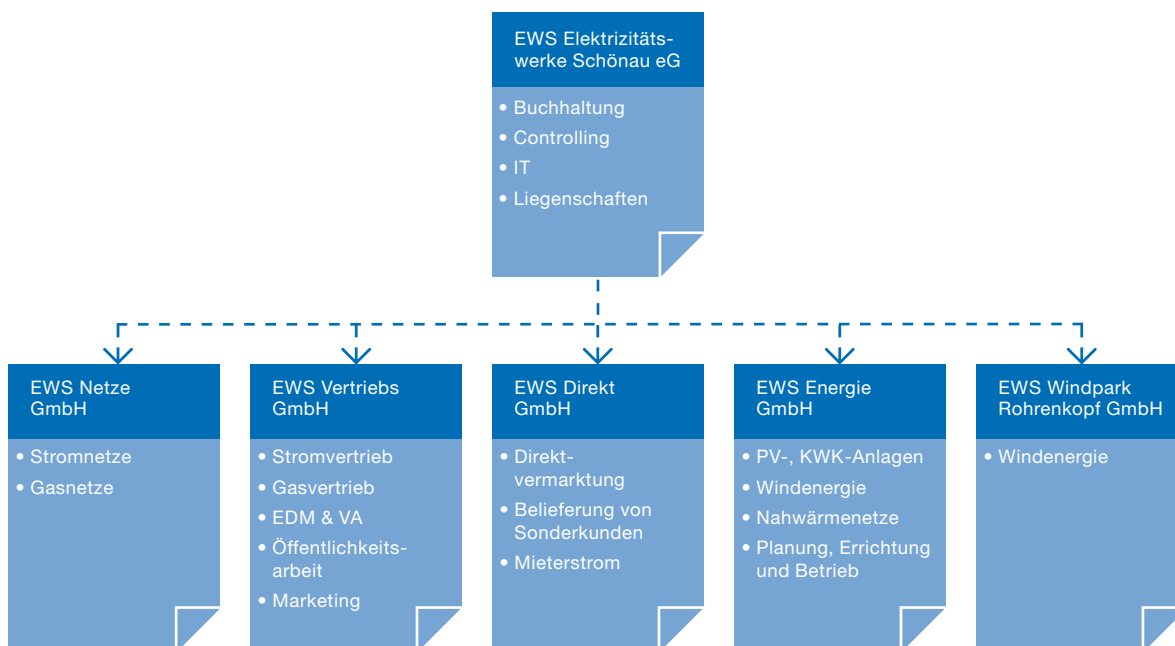 EWS Elektrizitäts-
werke Schönau eG
• Buchhaltung
• Controlling
• IT
• Liegenschaften
EWS Netze
GmbH
• Stromnetze
• Gasnetze
EWS Vertriebs
GmbH
• Stromvertrieb
• Gasvertrieb
• EDM & VA
• Öffentlichkeits-
arbeit
• Marketing
EWS Direkt
GmbH
• Direkt-
vermarktung
• Belieferung von
Sonderkunden
• Mieterstrom
EWS Energie
GmbH
• PV-, KWK-Anlagen
• Windenergie
• Nahwärmenetze
• Planung, Errichtung
und Betrieb
EWS Windpark
Rohrenkopf GmbH
• Windenergie